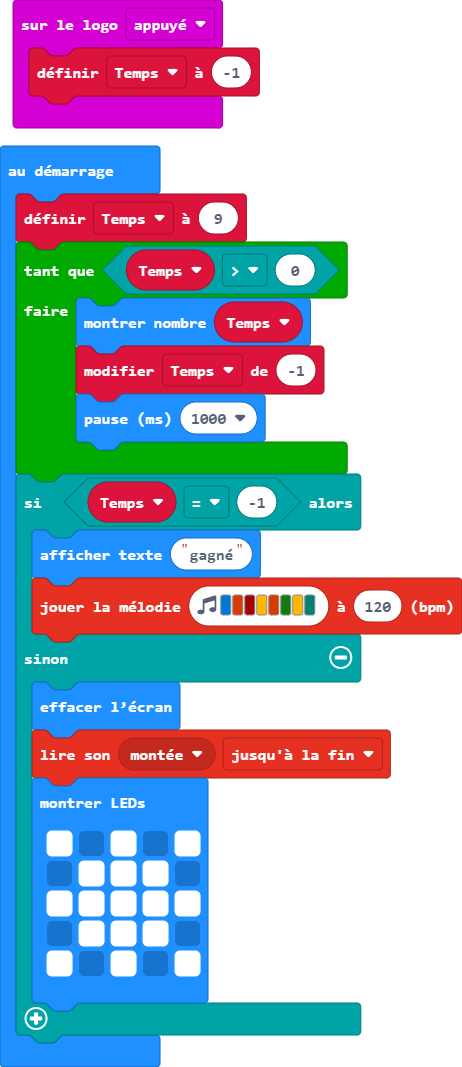 sur le logo appuyé
définir Temps à -1
au démarrage
définir Temps à 9
tant que Temps > 0
faire
montrer nombre Temps
modifier Temps de -1
pause (ms) 1000
si Temps = -1 alors
afficher texte "gagné"
jouer la mélodie à 120 (bpm)
sinon
effacer l’écran
lire son montée jusqu'à la fin
montrer LEDs